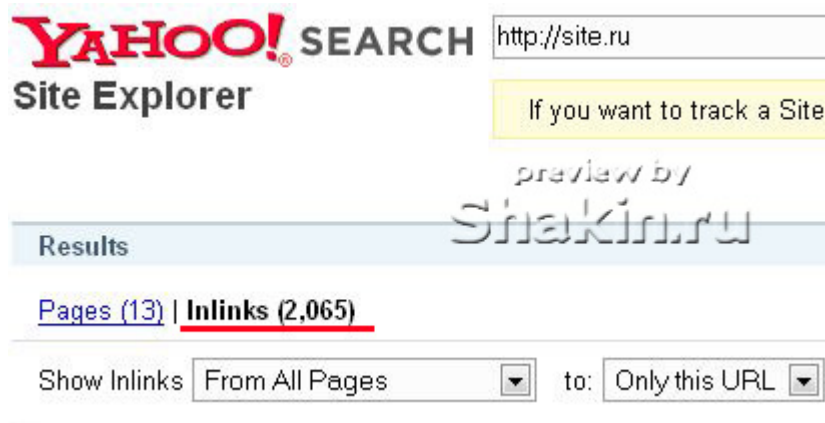 YAHOO!® SEARCH http://site.ru
Site Explorer
If you want to track a Site
preview by
Shakin.ru
Results
Pages (13) | Inlinks (2,065)
Show Inlinks From All Pages to: Only this URL